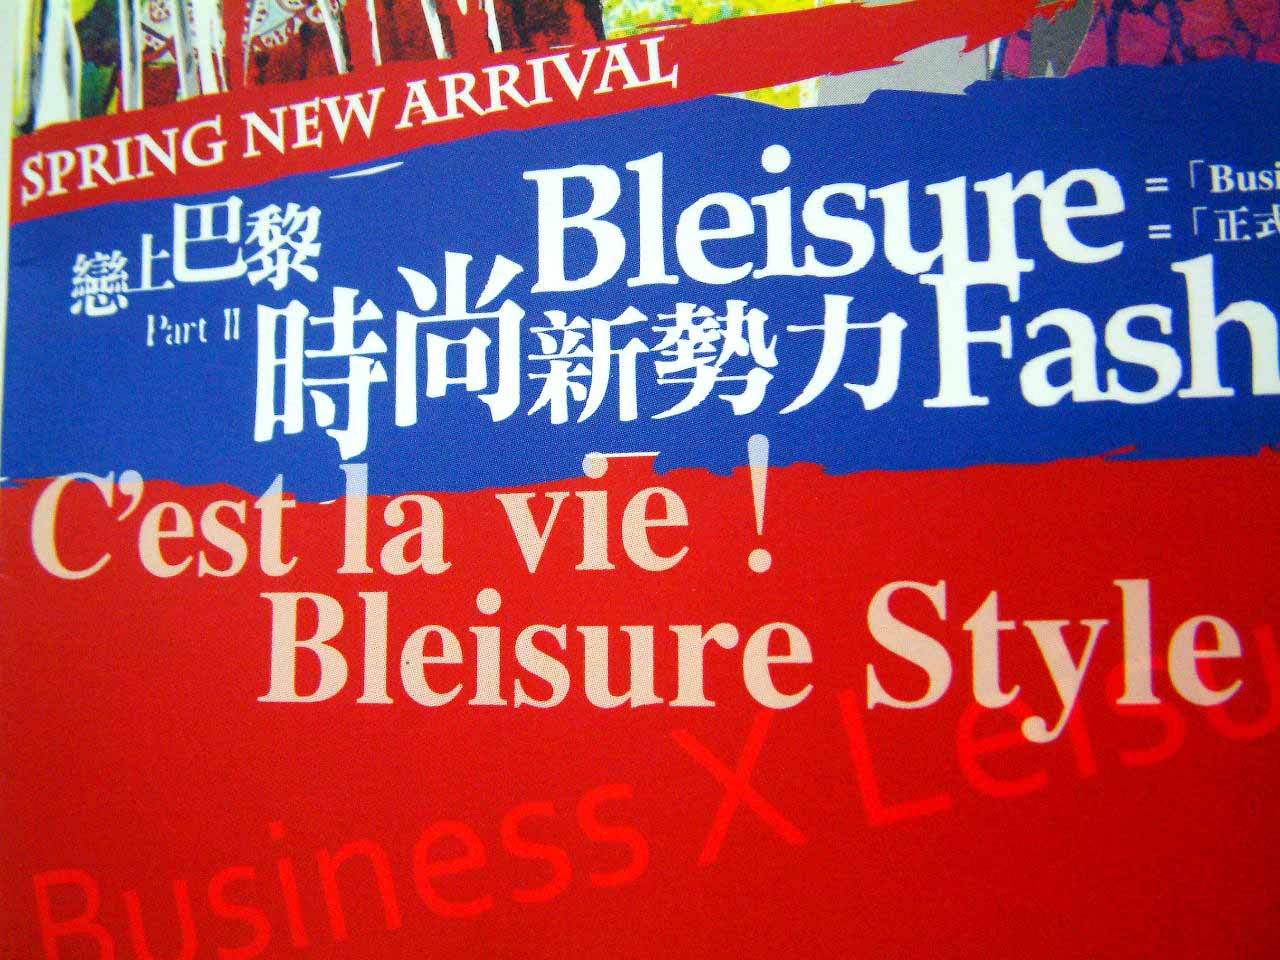 SPRING NEW ARRIVAL
戀上巴黎
Part II
Bleisure
=「Busi
=「正式
時尚新勢力 Fash
C'est la vie !
Bleisure Style
Business X Leisu